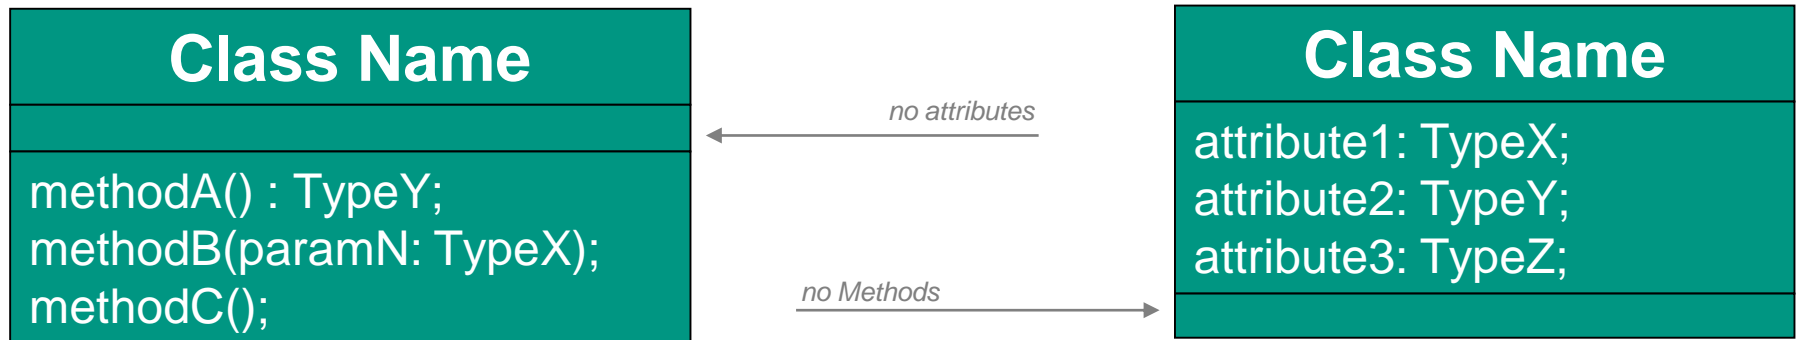 Class Name
methodA() : TypeY;
methodB(paramN: TypeX);
methodC();
no attributes
no Methods
Class Name
attribute1: TypeX;
attribute2: TypeY;
attribute3: TypeZ;